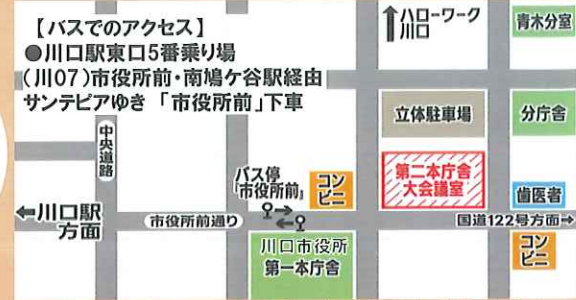 【バスでのアクセス】
●川口駅東口5番乗り場
(川07)市役所前・南鳩ケ谷駅経由
サンテピアゆき 「市役所前」下車
↑ハローワーク
川口
青木分室
立体駐車場
分庁舎
中央道路
バス停
「市役所前」
コンビニ
第二本庁舎
大会議室
歯医者
←川口駅
方面
市役所前通り
国道122号方面→
川口市役所
第一本庁舎
コンビニ